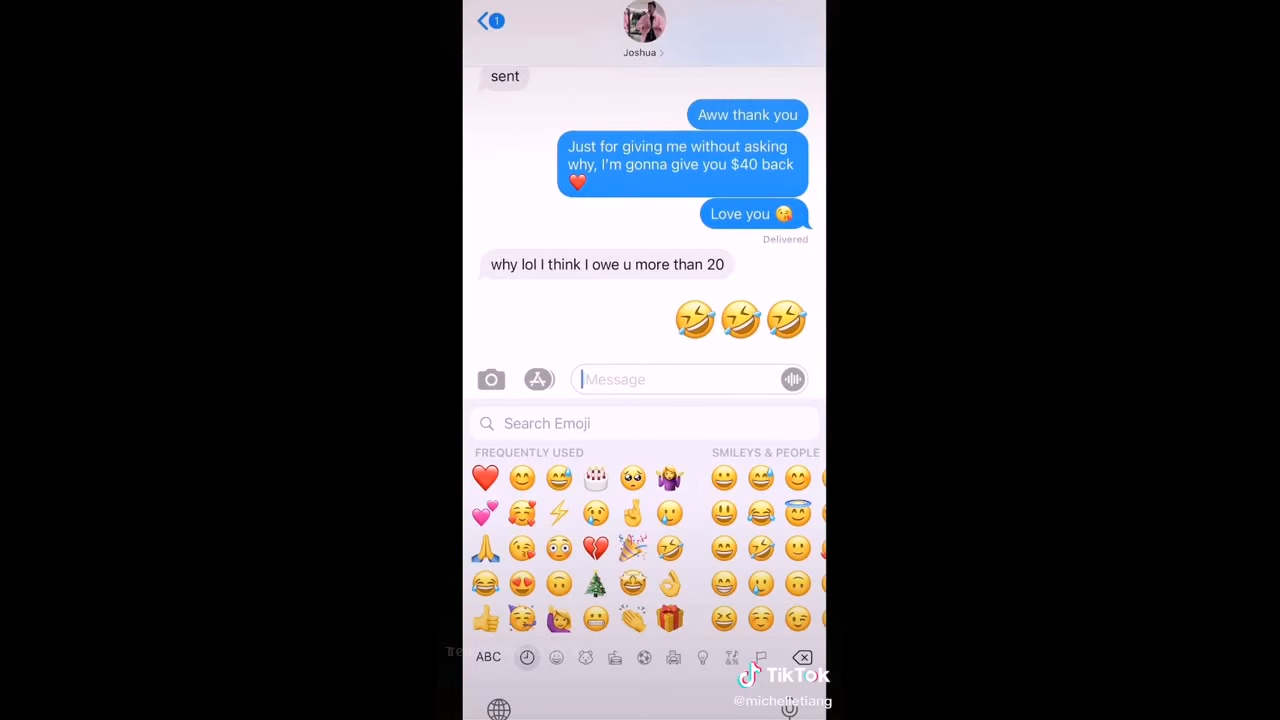 1
Joshua >
sent
Aww thank you
Just for giving me without asking
why, I'm gonna give you $40 back
❤️
Love you 😘
Delivered
why lol I think I owe u more than 20
🤣🤣🤣
Message
Search Emoji
FREQUENTLY USED
SMILEYS & PEOPLE
ABC
TikTok
@michelletiang